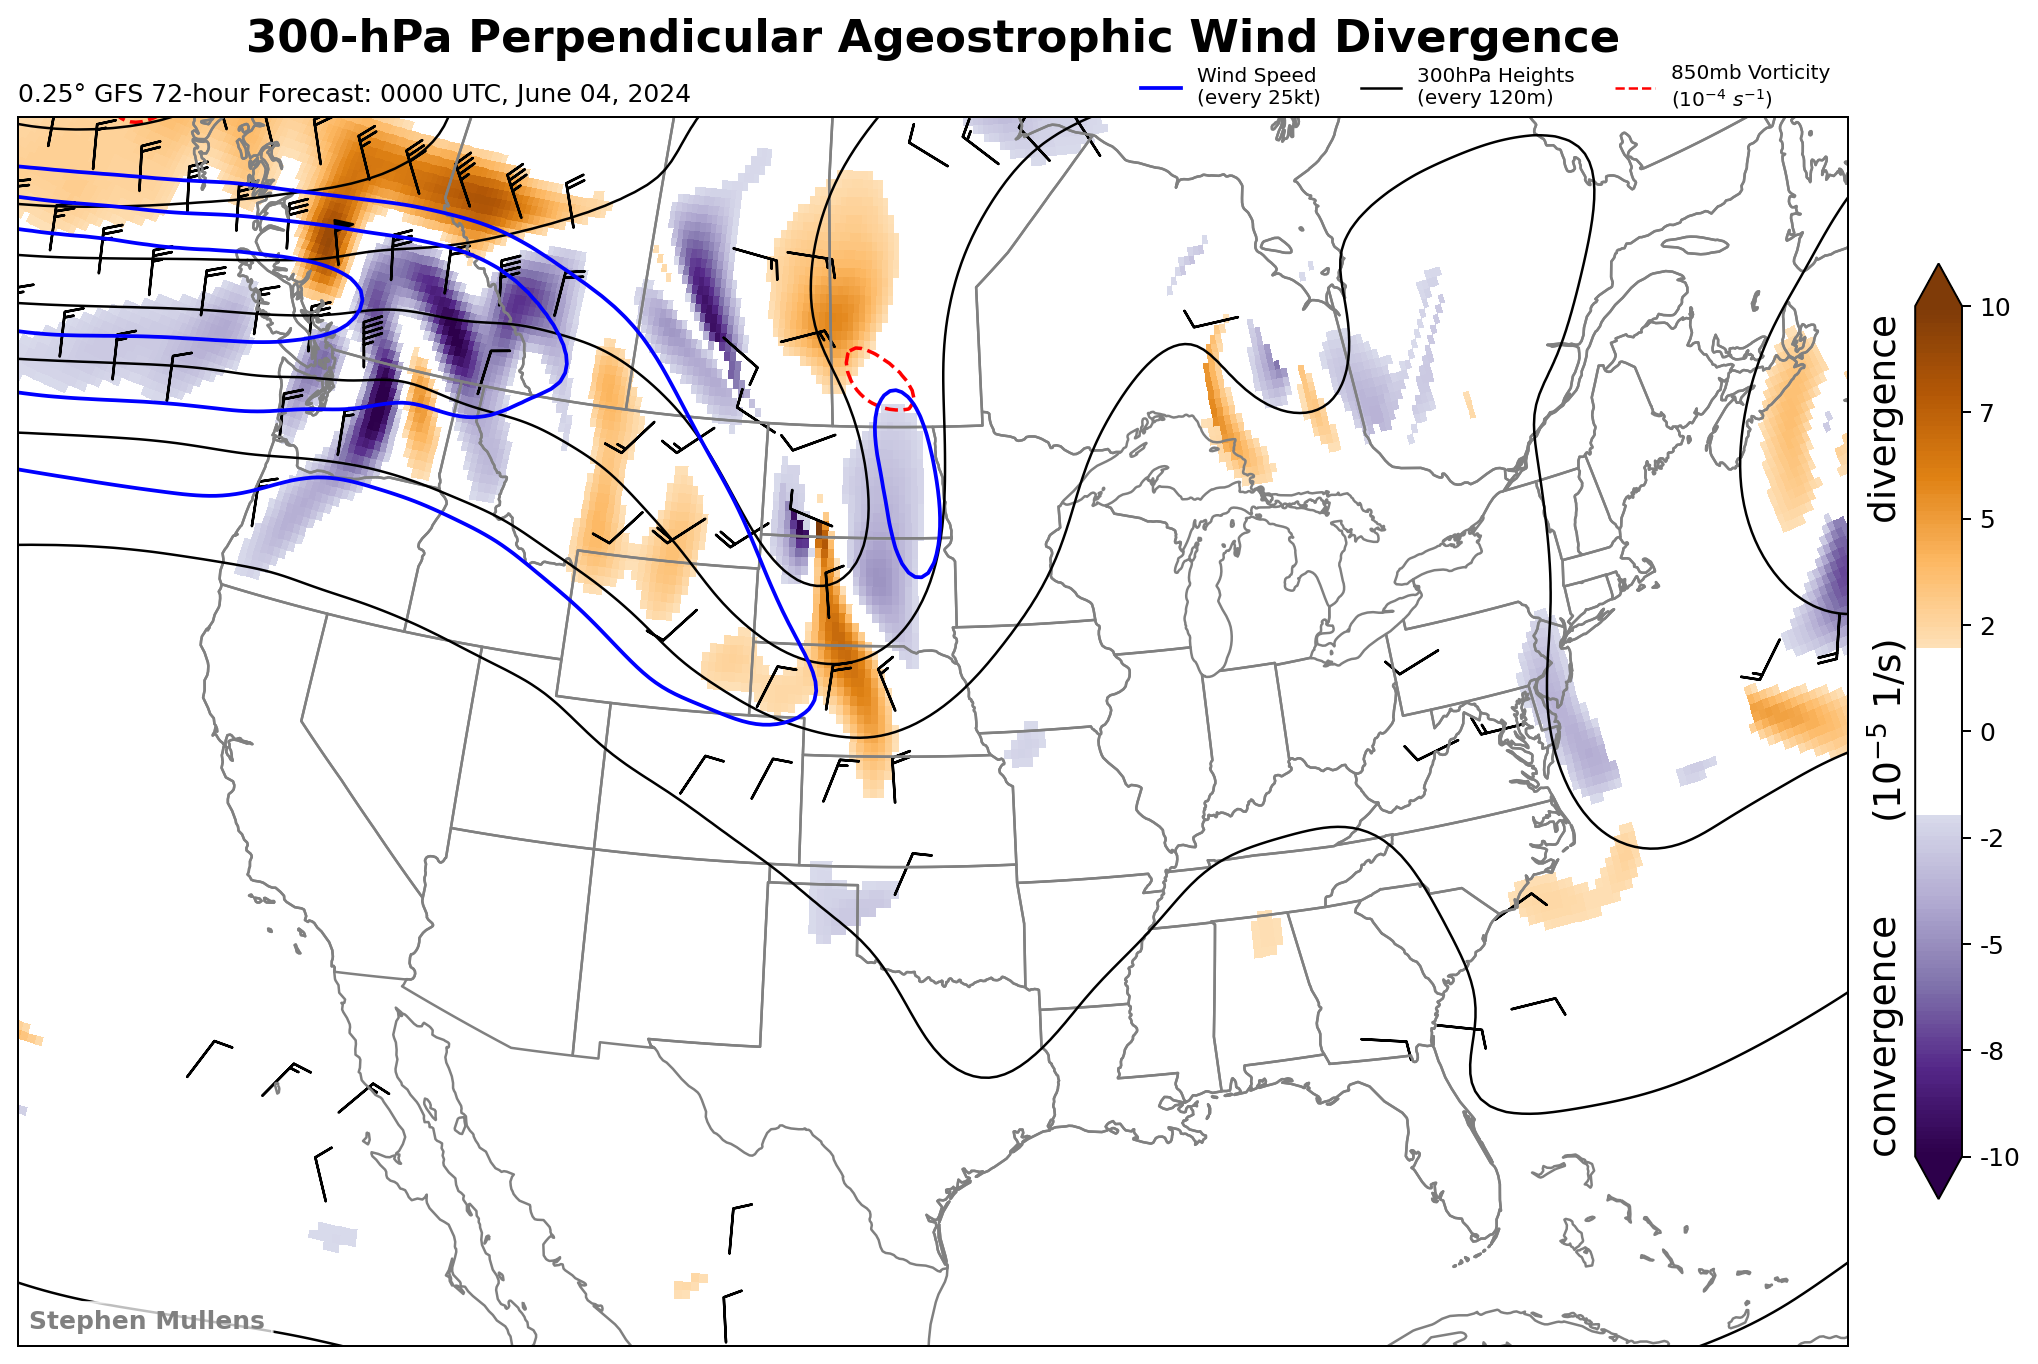 300-hPa Perpendicular Ageostrophic Wind Divergence
0.25° GFS 72-hour Forecast: 0000 UTC, June 04, 2024
Wind Speed
(every 25kt)
300hPa Heights
(every 120m)
850mb Vorticity
(10⁻⁴ s⁻¹)
10
7
5
2
0
-2
-5
-8
-10
convergence (10⁻⁵ 1/s) divergence
Stephen Mullens